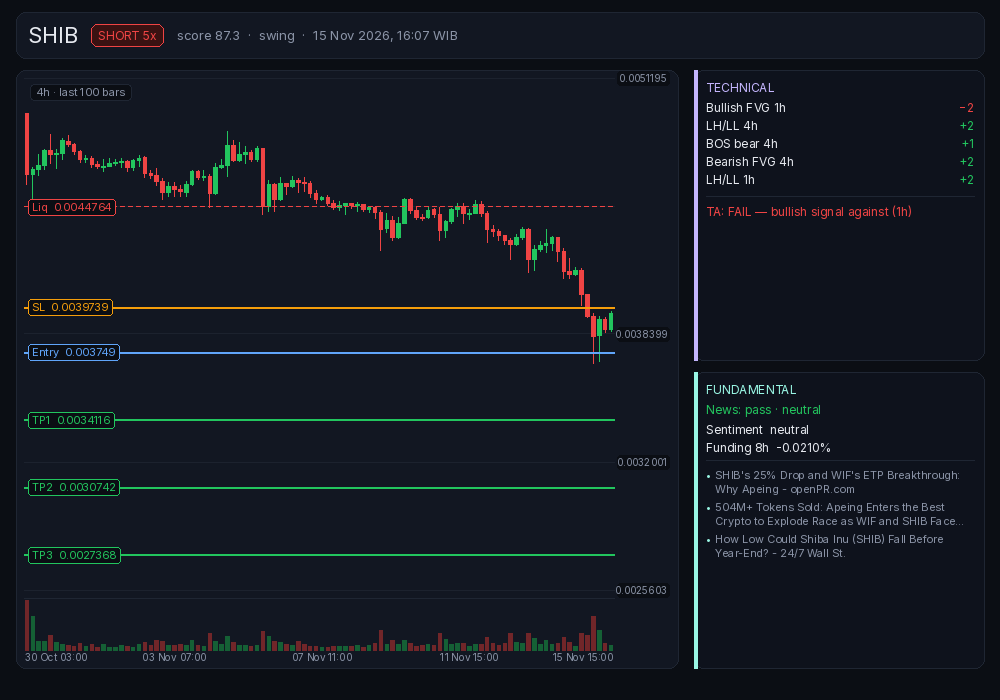 SHIB SHORT 5x score 87.3 · swing · 15 Nov 2026, 16:07 WIB
4h · last 100 bars
0.0051195
Liq 0.0044764
SL 0.0039739
0.0038399
Entry 0.003749
TP1 0.0034116
0.0032001
TP2 0.0030742
TP3 0.0027368
0.0025603
30 Oct 03:00 03 Nov 07:00 07 Nov 11:00 11 Nov 15:00 15 Nov 15:00
TECHNICAL
Bullish FVG 1h −2
LH/LL 4h +2
BOS bear 4h +1
Bearish FVG 4h +2
LH/LL 1h +2
TA: FAIL — bullish signal against (1h)
FUNDAMENTAL
News: pass · neutral
Sentiment neutral
Funding 8h -0.0210%
• SHIB's 25% Drop and WIF's ETP Breakthrough:
Why Apeing - openPR.com
• 504M+ Tokens Sold: Apeing Enters the Best
Crypto to Explode Race as WIF and SHIB Face…
• How Low Could Shiba Inu (SHIB) Fall Before
Year-End? - 24/7 Wall St.